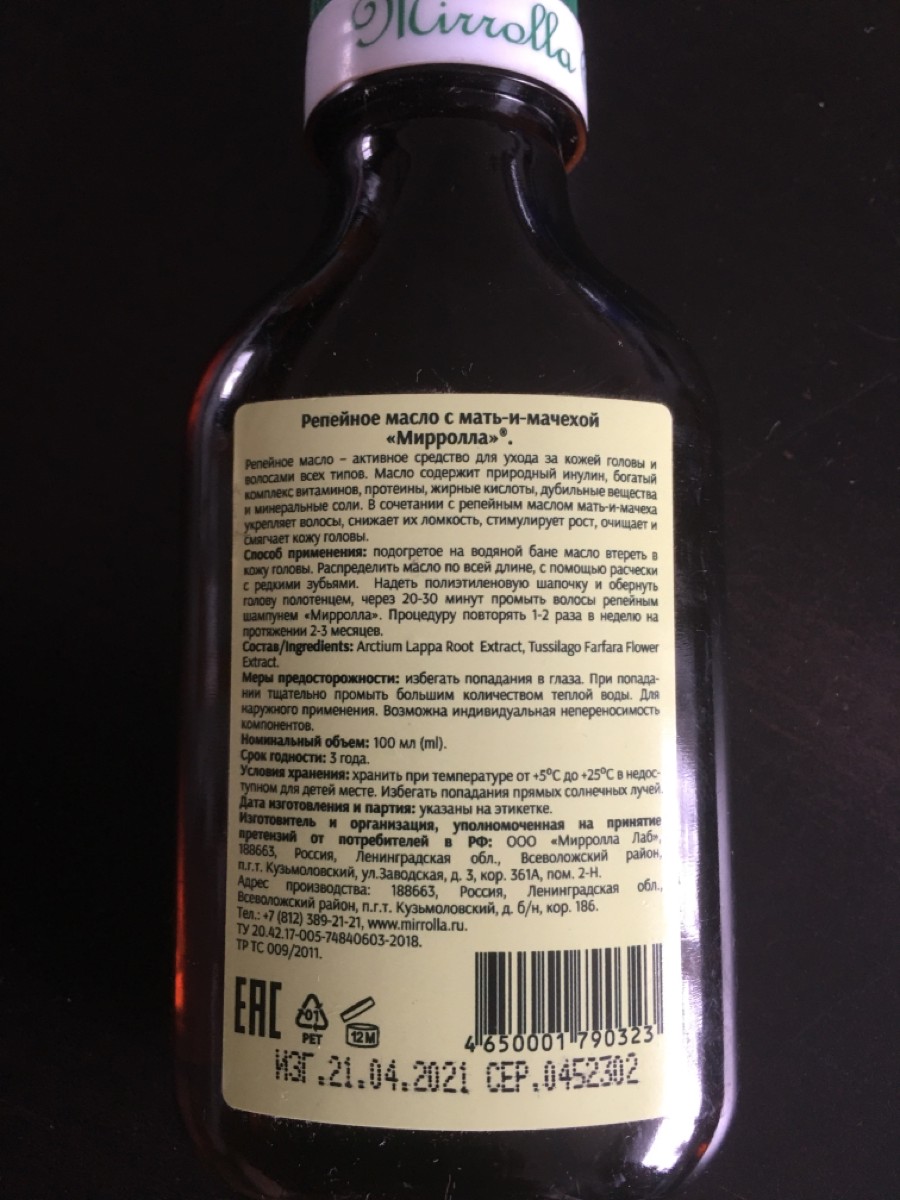 Mirrolla
Репейное масло с мать-и-мачехой
«Мирролла»®.
Репейное масло – активное средство для ухода за кожей головы и
волосами всех типов. Масло содержит природный инулин, богатый
комплекс витаминов, протеины, жирные кислоты, дубильные вещества
и минеральные соли. В сочетании с репейным маслом мать-и-мачеха
укрепляет волосы, снижает их ломкость, стимулирует рост, очищает и
смягчает кожу головы.
Способ применения: подогретое на водяной бане масло втереть в
кожу головы. Распределить масло по всей длине, с помощью расчески
с редкими зубьями. Надеть полиэтиленовую шапочку и обернуть
голову полотенцем, через 20-30 минут промыть волосы репейным
шампунем «Мирролла». Процедуру повторять 1-2 раза в неделю на
протяжении 2-3 месяцев.
Состав/Ingredients: Arctium Lappa Root Extract, Tussilago Farfara Flower
Extract.
Меры предосторожности: избегать попадания в глаза. При попада-
нии тщательно промыть большим количеством теплой воды. Для
наружного применения. Возможна индивидуальная непереносимость
компонентов.
Номинальный объем: 100 мл (ml).
Срок годности: 3 года.
Условия хранения: хранить при температуре от +5°С до +25°С в недос-
тупном для детей месте. Избегать попадания прямых солнечных лучей.
Дата изготовления и партия: указаны на этикетке.
Изготовитель и организация, уполномоченная на принятие
претензий от потребителей в РФ: ООО «Мирролла Лаб»,
188663, Россия, Ленинградская обл., Всеволожский район,
п.г.т. Кузьмоловский, ул.Заводская, д. 3, кор. 361А, пом. 2-Н.
Адрес производства: 188663, Россия, Ленинградская обл.,
Всеволожский район, п.г.т. Кузьмоловский, д. б/н, кор. 186.
Тел.: +7 (812) 389-21-21, www.mirrolla.ru.
ТУ 20.42.17-005-74840603-2018.
ТР ТС 009/2011.
EAC
01
PET
12M
4 650001 790323
ИЗГ.21.04.2021 СЕР.0452302